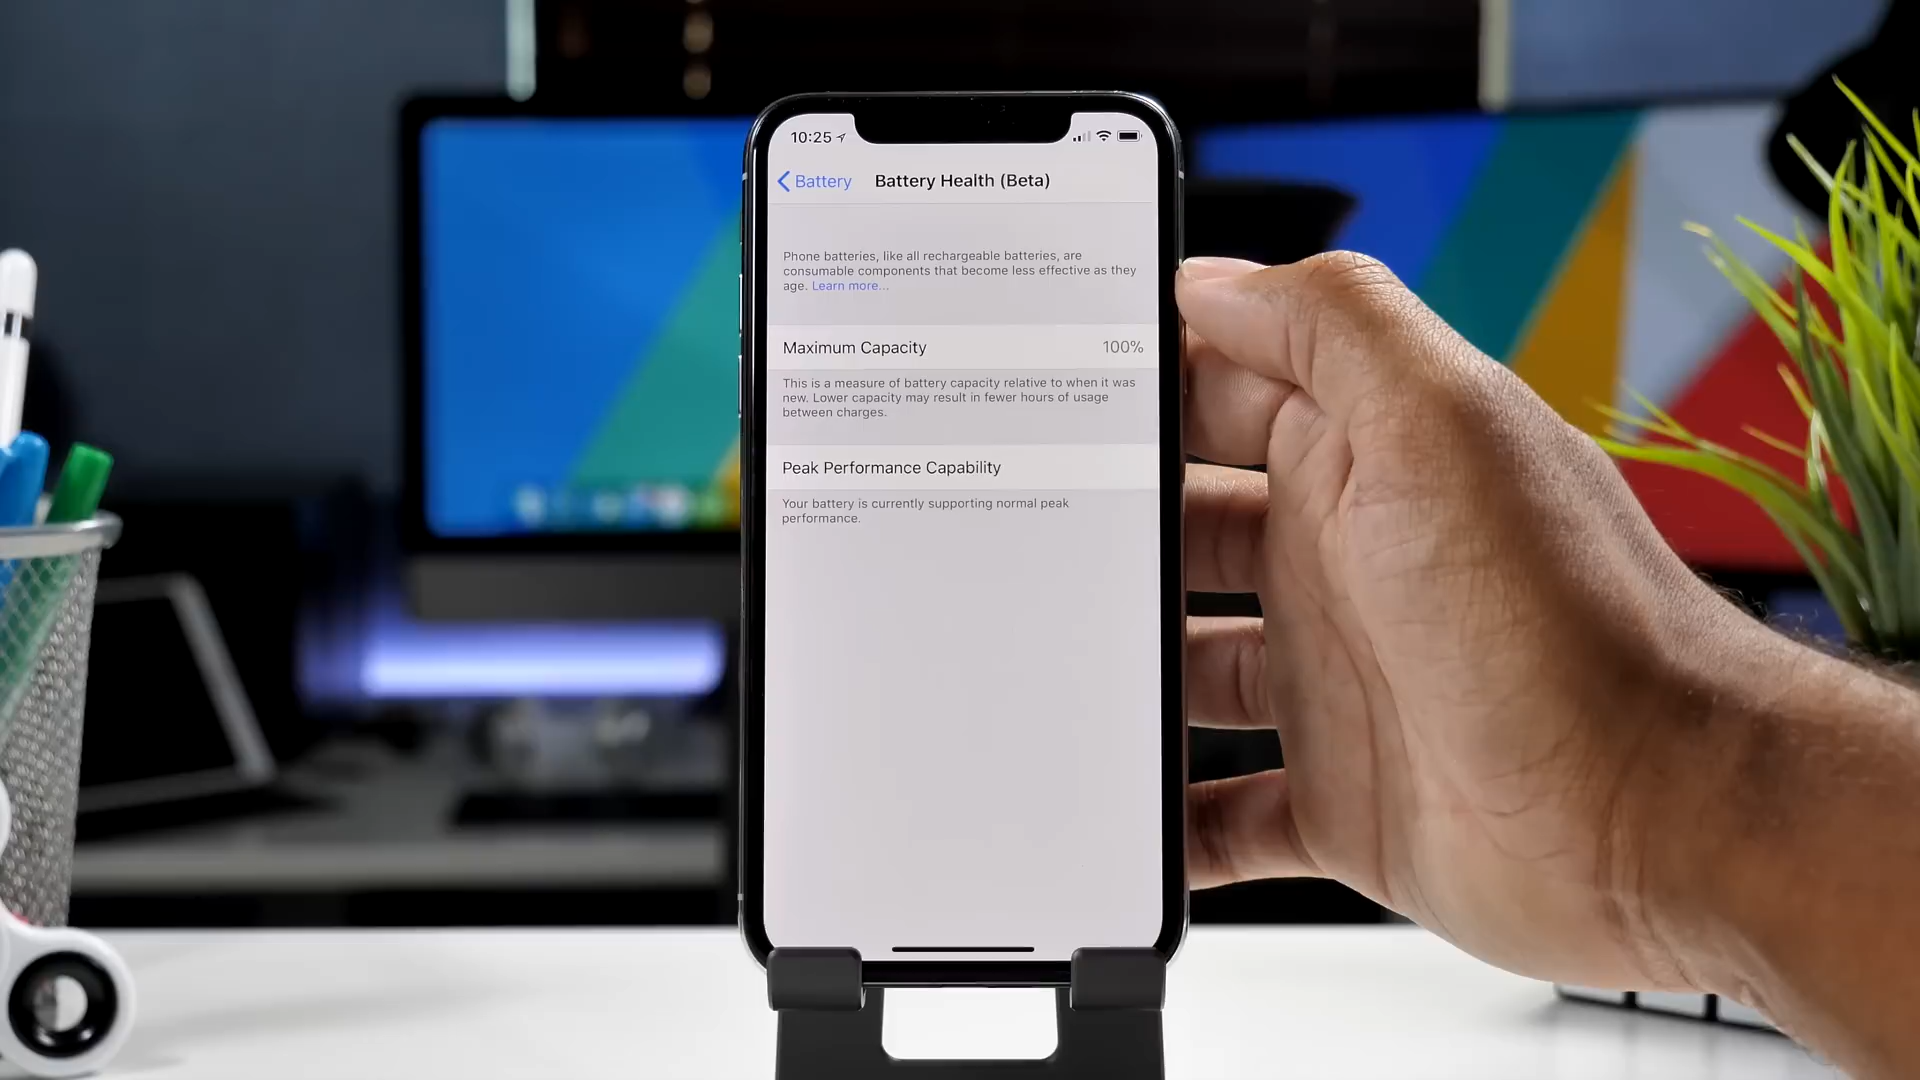 10:25
Battery
Battery Health (Beta)
Phone batteries, like all rechargeable batteries, are
consumable components that become less effective as they
age. Learn more...
Maximum Capacity 100%
This is a measure of battery capacity relative to when it was
new. Lower capacity may result in fewer hours of usage
between charges.
Peak Performance Capability
Your battery is currently supporting normal peak
performance.